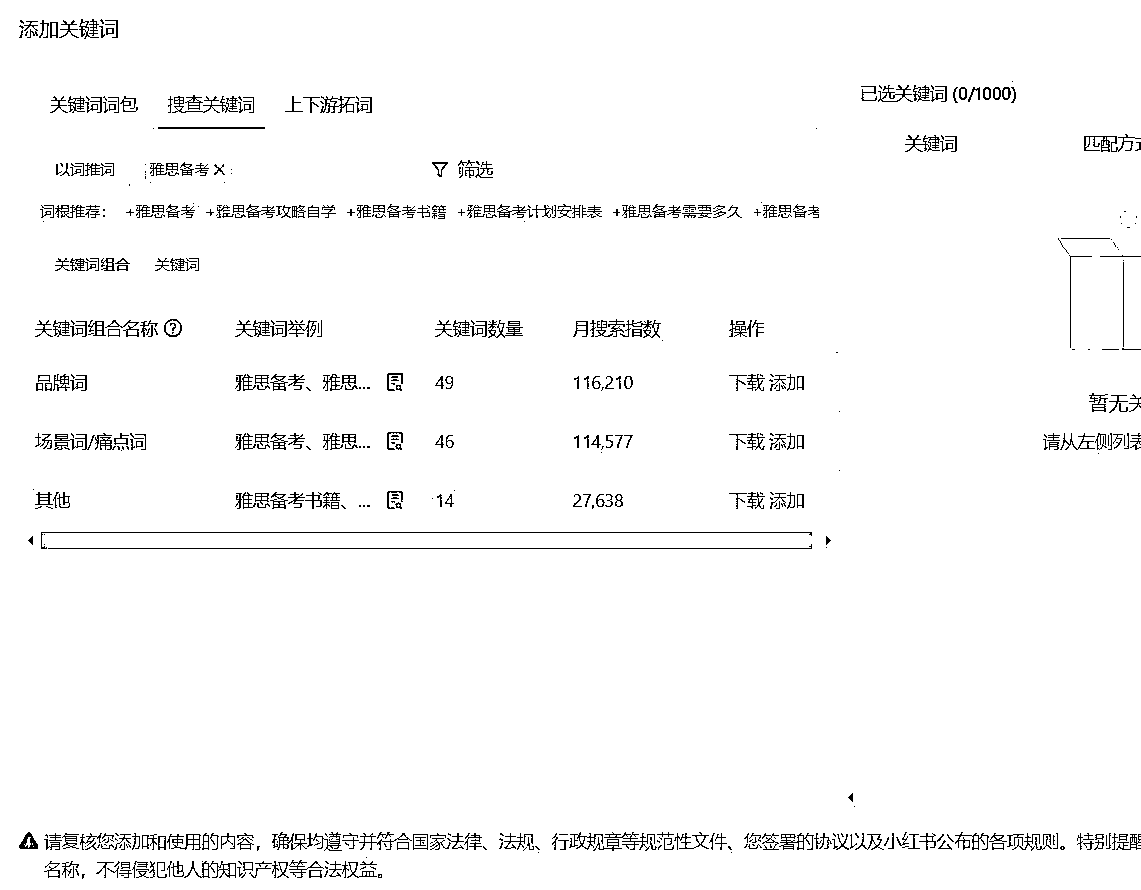 添加关键词
关键词词包 搜查关键词 上下游拓词
已选关键词 (0/1000)
关键词 匹配方式
以词推词 雅思备考 × 筛选
词根推荐： +雅思备考 +雅思备考攻略自学 +雅思备考书籍 +雅思备考计划安排表 +雅思备考需要多久 +雅思备考
关键词组合 关键词
关键词组合名称 ? 关键词举例 关键词数量 月搜索指数 操作
品牌词 雅思备考、雅思... 49 116,210 下载 添加
场景词/痛点词 雅思备考、雅思... 46 114,577 下载 添加
其他 雅思备考书籍、... 14 27,638 下载 添加
暂无关
请从左侧列表
请复核您添加和使用的内容，确保均遵守并符合国家法律、法规、行政规章等规范性文件、您签署的协议以及小红书公布的各项规则。特别提醒
名称，不得侵犯他人的知识产权等合法权益。